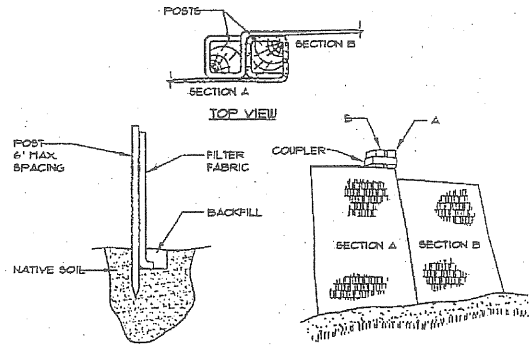 POSTS
SECTION B
SECTION A
TOP VIEW
POST
6' MAX.
SPACING
FILTER
FABRIC
BACKFILL
NATIVE SOIL
B
A
COUPLER
SECTION A
SECTION B